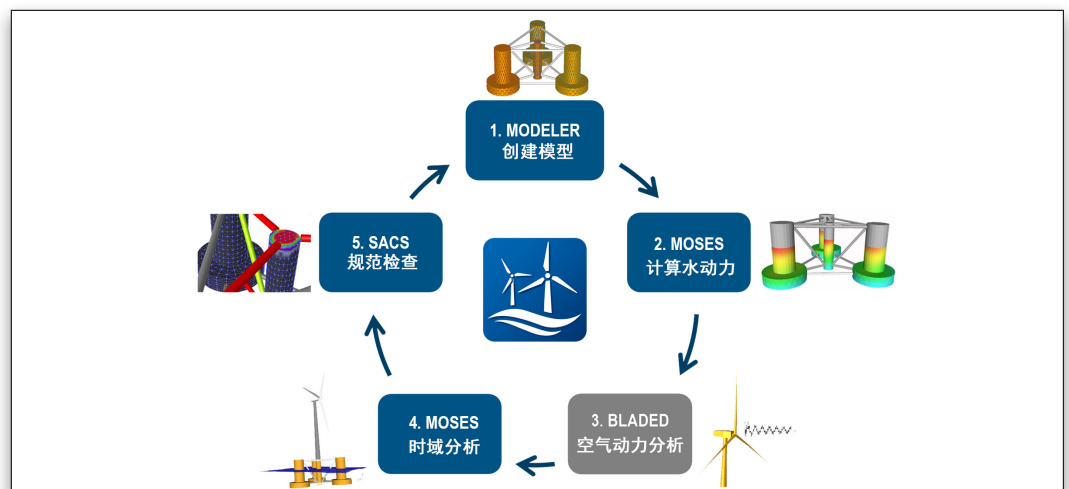 1. MODELER
创建模型
2. MOSES
计算水动力
3. BLADED
空气动力分析
4. MOSES
时域分析
5. SACS
规范检查